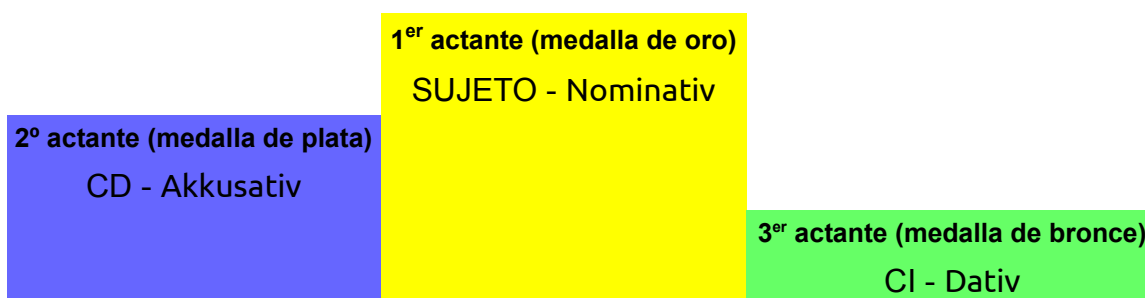 1er actante (medalla de oro)
SUJETO - Nominativ
2º actante (medalla de plata)
CD - Akkusativ
3er actante (medalla de bronce)
CI - Dativ